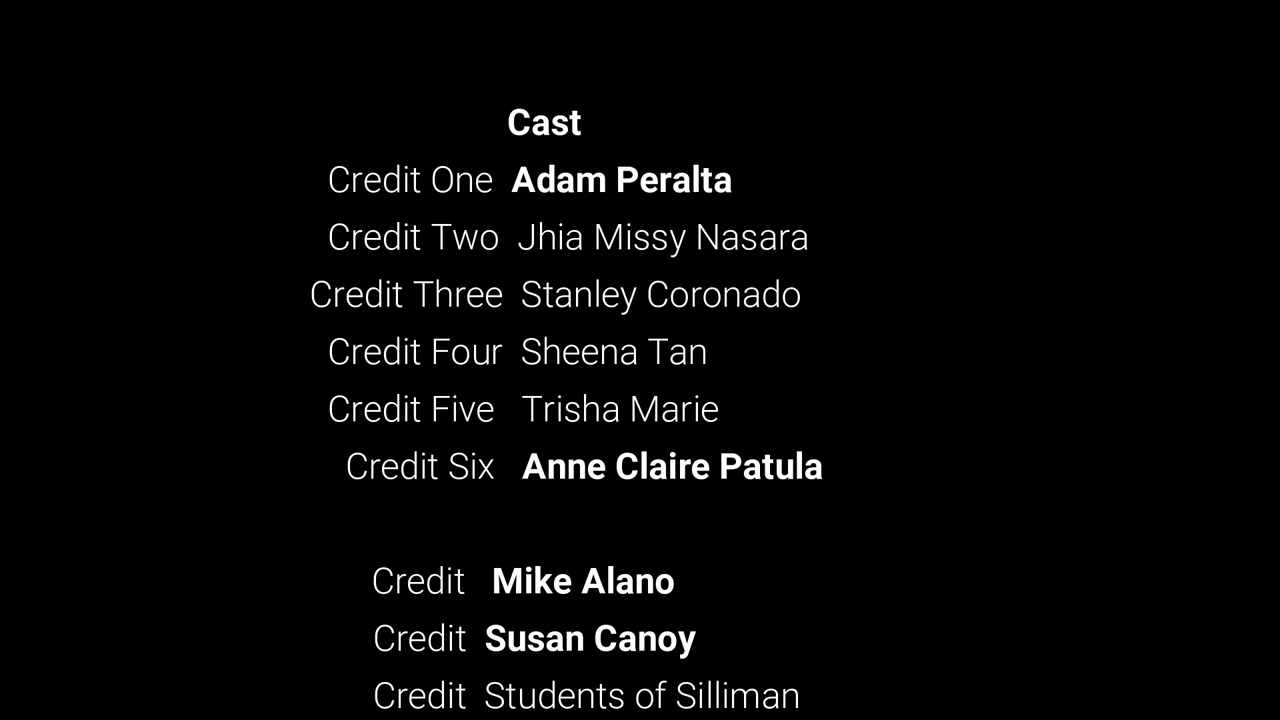 Cast
Credit One Adam Peralta
Credit Two Jhia Missy Nasara
Credit Three Stanley Coronado
Credit Four Sheena Tan
Credit Five Trisha Marie
Credit Six Anne Claire Patula
Credit Mike Alano
Credit Susan Canoy
Credit Students of Silliman